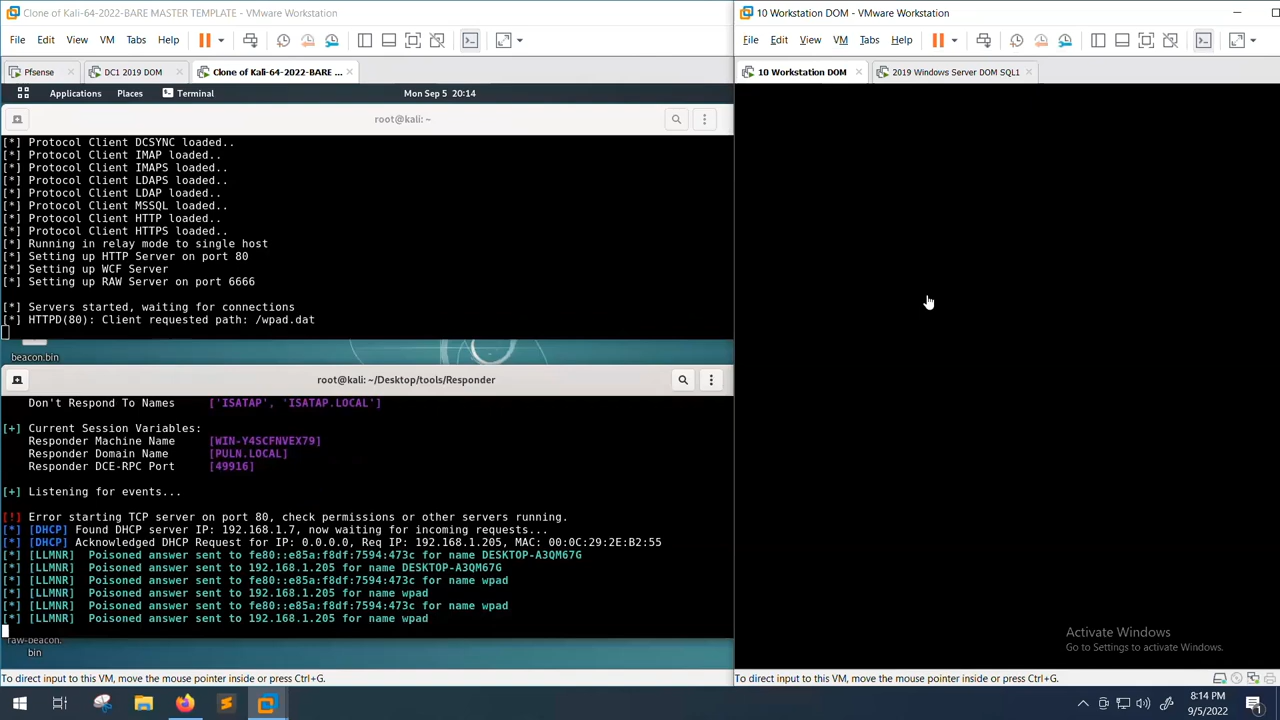 Clone of Kali-64-2022-BARE MASTER TEMPLATE - VMware Workstation
File Edit View VM Tabs Help
Pfsense DC1 2019 DOM Clone of Kali-64-2022-BARE ...
Applications Places Terminal Mon Sep 5 20:14
root@kali: ~
[*] Protocol Client DCSYNC loaded..
[*] Protocol Client IMAP loaded..
[*] Protocol Client IMAPS loaded..
[*] Protocol Client LDAPS loaded..
[*] Protocol Client LDAP loaded..
[*] Protocol Client MSSQL loaded..
[*] Protocol Client HTTP loaded..
[*] Protocol Client HTTPS loaded..
[*] Running in relay mode to single host
[*] Setting up HTTP Server on port 80
[*] Setting up WCF Server
[*] Setting up RAW Server on port 6666
[*] Servers started, waiting for connections
[*] HTTPD(80): Client requested path: /wpad.dat
beacon.bin
root@kali: ~/Desktop/tools/Responder
Don't Respond To Names ['ISATAP', 'ISATAP.LOCAL']
[+] Current Session Variables:
Responder Machine Name [WIN-Y4SCFNVEX79]
Responder Domain Name [PULN.LOCAL]
Responder DCE-RPC Port [49916]
[+] Listening for events...
[!] Error starting TCP server on port 80, check permissions or other servers running.
[*] [DHCP] Found DHCP server IP: 192.168.1.7, now waiting for incoming requests...
[*] [DHCP] Acknowledged DHCP Request for IP: 0.0.0.0, Req IP: 192.168.1.205, MAC: 00:0C:29:2E:B2:55
[*] [LLMNR] Poisoned answer sent to fe80::e85a:f8df:7594:473c for name DESKTOP-A3QM67G
[*] [LLMNR] Poisoned answer sent to 192.168.1.205 for name DESKTOP-A3QM67G
[*] [LLMNR] Poisoned answer sent to fe80::e85a:f8df:7594:473c for name wpad
[*] [LLMNR] Poisoned answer sent to 192.168.1.205 for name wpad
[*] [LLMNR] Poisoned answer sent to fe80::e85a:f8df:7594:473c for name wpad
[*] [LLMNR] Poisoned answer sent to 192.168.1.205 for name wpad
raw-beacon.
bin
To direct input to this VM, move the mouse pointer inside or press Ctrl+G.
10 Workstation DOM - VMware Workstation
File Edit View VM Tabs Help
10 Workstation DOM 2019 Windows Server DOM SQL1
Activate Windows
Go to Settings to activate Windows.
To direct input to this VM, move the mouse pointer inside or press Ctrl+G.
8:14 PM
9/5/2022
1